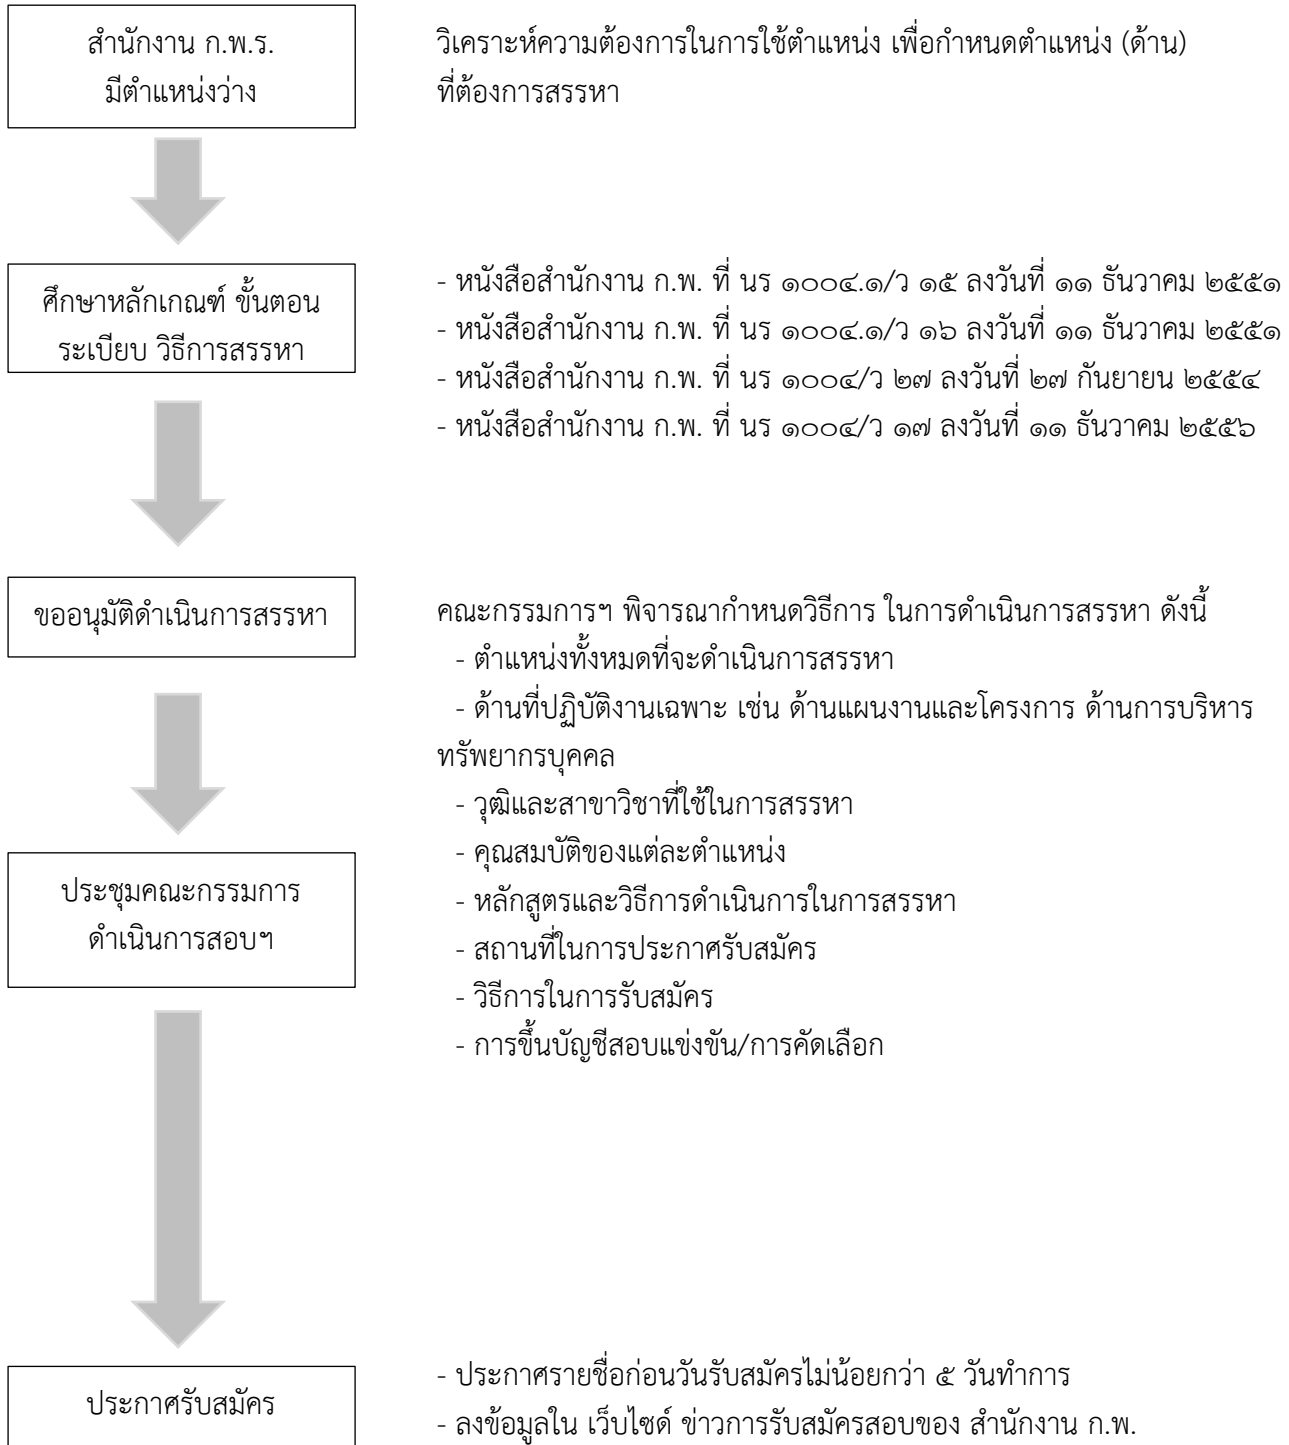 สำนักงาน ก.พ.ร.
มีตำแหน่งว่าง
วิเคราะห์ความต้องการในการใช้ตำแหน่ง เพื่อกำหนดตำแหน่ง (ด้าน)
ที่ต้องการสรรหา
ศึกษาหลักเกณฑ์ ขั้นตอน
ระเบียบ วิธีการสรรหา
- หนังสือสำนักงาน ก.พ. ที่ นร ๑๐๐๔.๑/ว ๑๕ ลงวันที่ ๑๑ ธันวาคม ๒๕๕๑
- หนังสือสำนักงาน ก.พ. ที่ นร ๑๐๐๔.๑/ว ๑๖ ลงวันที่ ๑๑ ธันวาคม ๒๕๕๑
- หนังสือสำนักงาน ก.พ. ที่ นร ๑๐๐๔/ว ๒๗ ลงวันที่ ๒๗ กันยายน ๒๕๕๔
- หนังสือสำนักงาน ก.พ. ที่ นร ๑๐๐๔/ว ๑๗ ลงวันที่ ๑๑ ธันวาคม ๒๕๕๖
ขออนุมัติดำเนินการสรรหา
คณะกรรมการฯ พิจารณากำหนดวิธีการ ในการดำเนินการสรรหา ดังนี้
- ตำแหน่งทั้งหมดที่จะดำเนินการสรรหา
- ด้านที่ปฏิบัติงานเฉพาะ เช่น ด้านแผนงานและโครงการ ด้านการบริหาร
ทรัพยากรบุคคล
- วุฒิและสาขาวิชาที่ใช้ในการสรรหา
- คุณสมบัติของแต่ละตำแหน่ง
- หลักสูตรและวิธีการดำเนินการในการสรรหา
- สถานที่ในการประกาศรับสมัคร
- วิธีการในการรับสมัคร
- การขึ้นบัญชีสอบแข่งขัน/การคัดเลือก
ประชุมคณะกรรมการ
ดำเนินการสอบฯ
ประกาศรับสมัคร
- ประกาศรายชื่อก่อนวันรับสมัครไม่น้อยกว่า ๕ วันทำการ
- ลงข้อมูลใน เว็บไซด์ ข่าวการรับสมัครสอบของ สำนักงาน ก.พ.